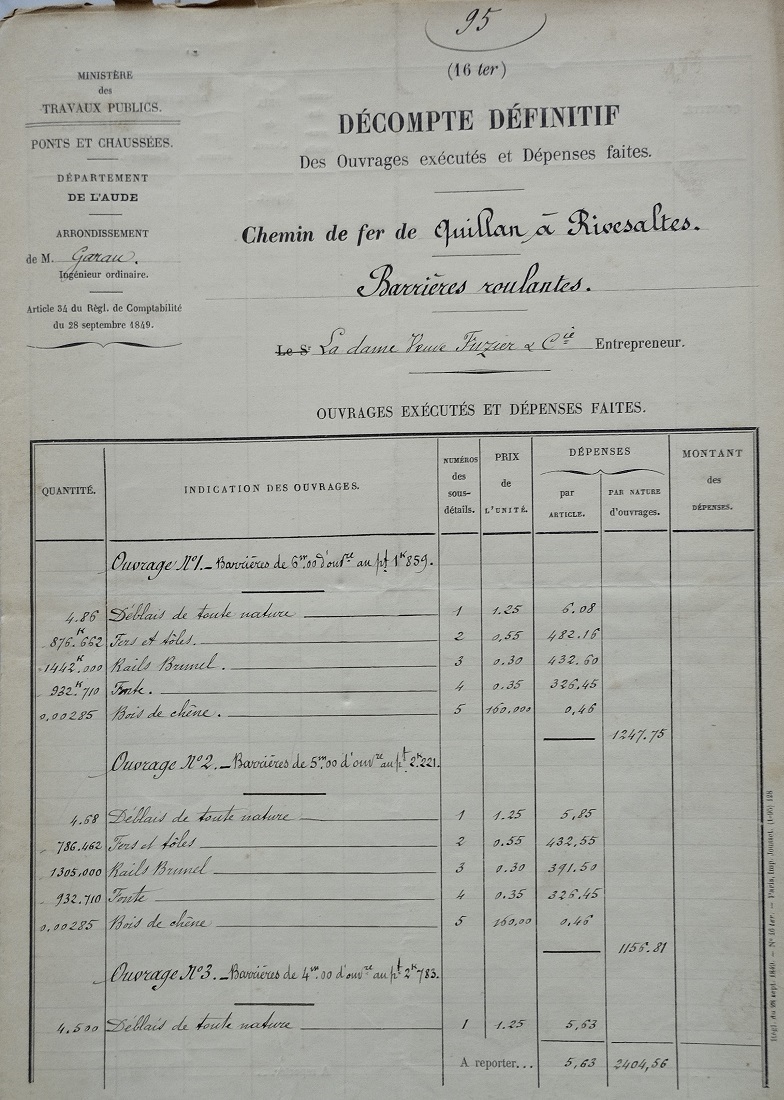 95
(16 ter)
MINISTÈRE
des
TRAVAUX PUBLICS.
PONTS ET CHAUSSÉES.
DÉPARTEMENT
DE L'AUDE
ARRONDISSEMENT
de M. Garau.
Ingénieur ordinaire.
Article 34 du Règl. de Comptabilité
du 28 septembre 1849.
DÉCOMPTE DÉFINITIF
Des Ouvrages exécutés et Dépenses faites.
Chemin de fer de Quillan à Rivesaltes.
Barrières roulantes.
Le Sr La dame Veuve Fuzier & Cie Entrepreneur.
OUVRAGES EXÉCUTÉS ET DÉPENSES FAITES.
QUANTITÉ. INDICATION DES OUVRAGES. NUMÉROS des sous-détails. PRIX de L'UNITÉ. DÉPENSES par ARTICLE. PAR NATURE d'ouvrages. MONTANT des DÉPENSES.
Ouvrage No1. _ Barrières de 6m.00 d'ouvre au pt 1k859.
4.86 Déblais de toute nature 1 1.25 6.08
876.k662 Fers et tôles. 2 0,55 482.16
1442k.000 Rails Brunel. 3 0.30 432.60
932.k710 Fonte. 4 0.35 326.45
0,00285 Bois de chêne. 5 160,000 0,46
1247.75
Ouvrage No2. _ Barrières de 5m.00 d'ouvre au pt 2k.221.
4.68 Déblais de toute nature 1 1.25 5,85
786.462 Fers et tôles 2 0.55 432,55
1305,000 Rails Brunel 3 0.30 391.50
932.710 Fonte 4 0.35 326.45
0,00285 Bois de chêne 5 160.00 0,46
1156.81
Ouvrage No3. _ Barrières de 4m.00 d'ouvre au pt 2k783.
4.500 Déblais de toute nature 1 1.25 5,63
A reporter... 5,63 2404,56
Règl. du 28 sept. 1849. — No 16 ter. — Paris, Imp. Jousset.